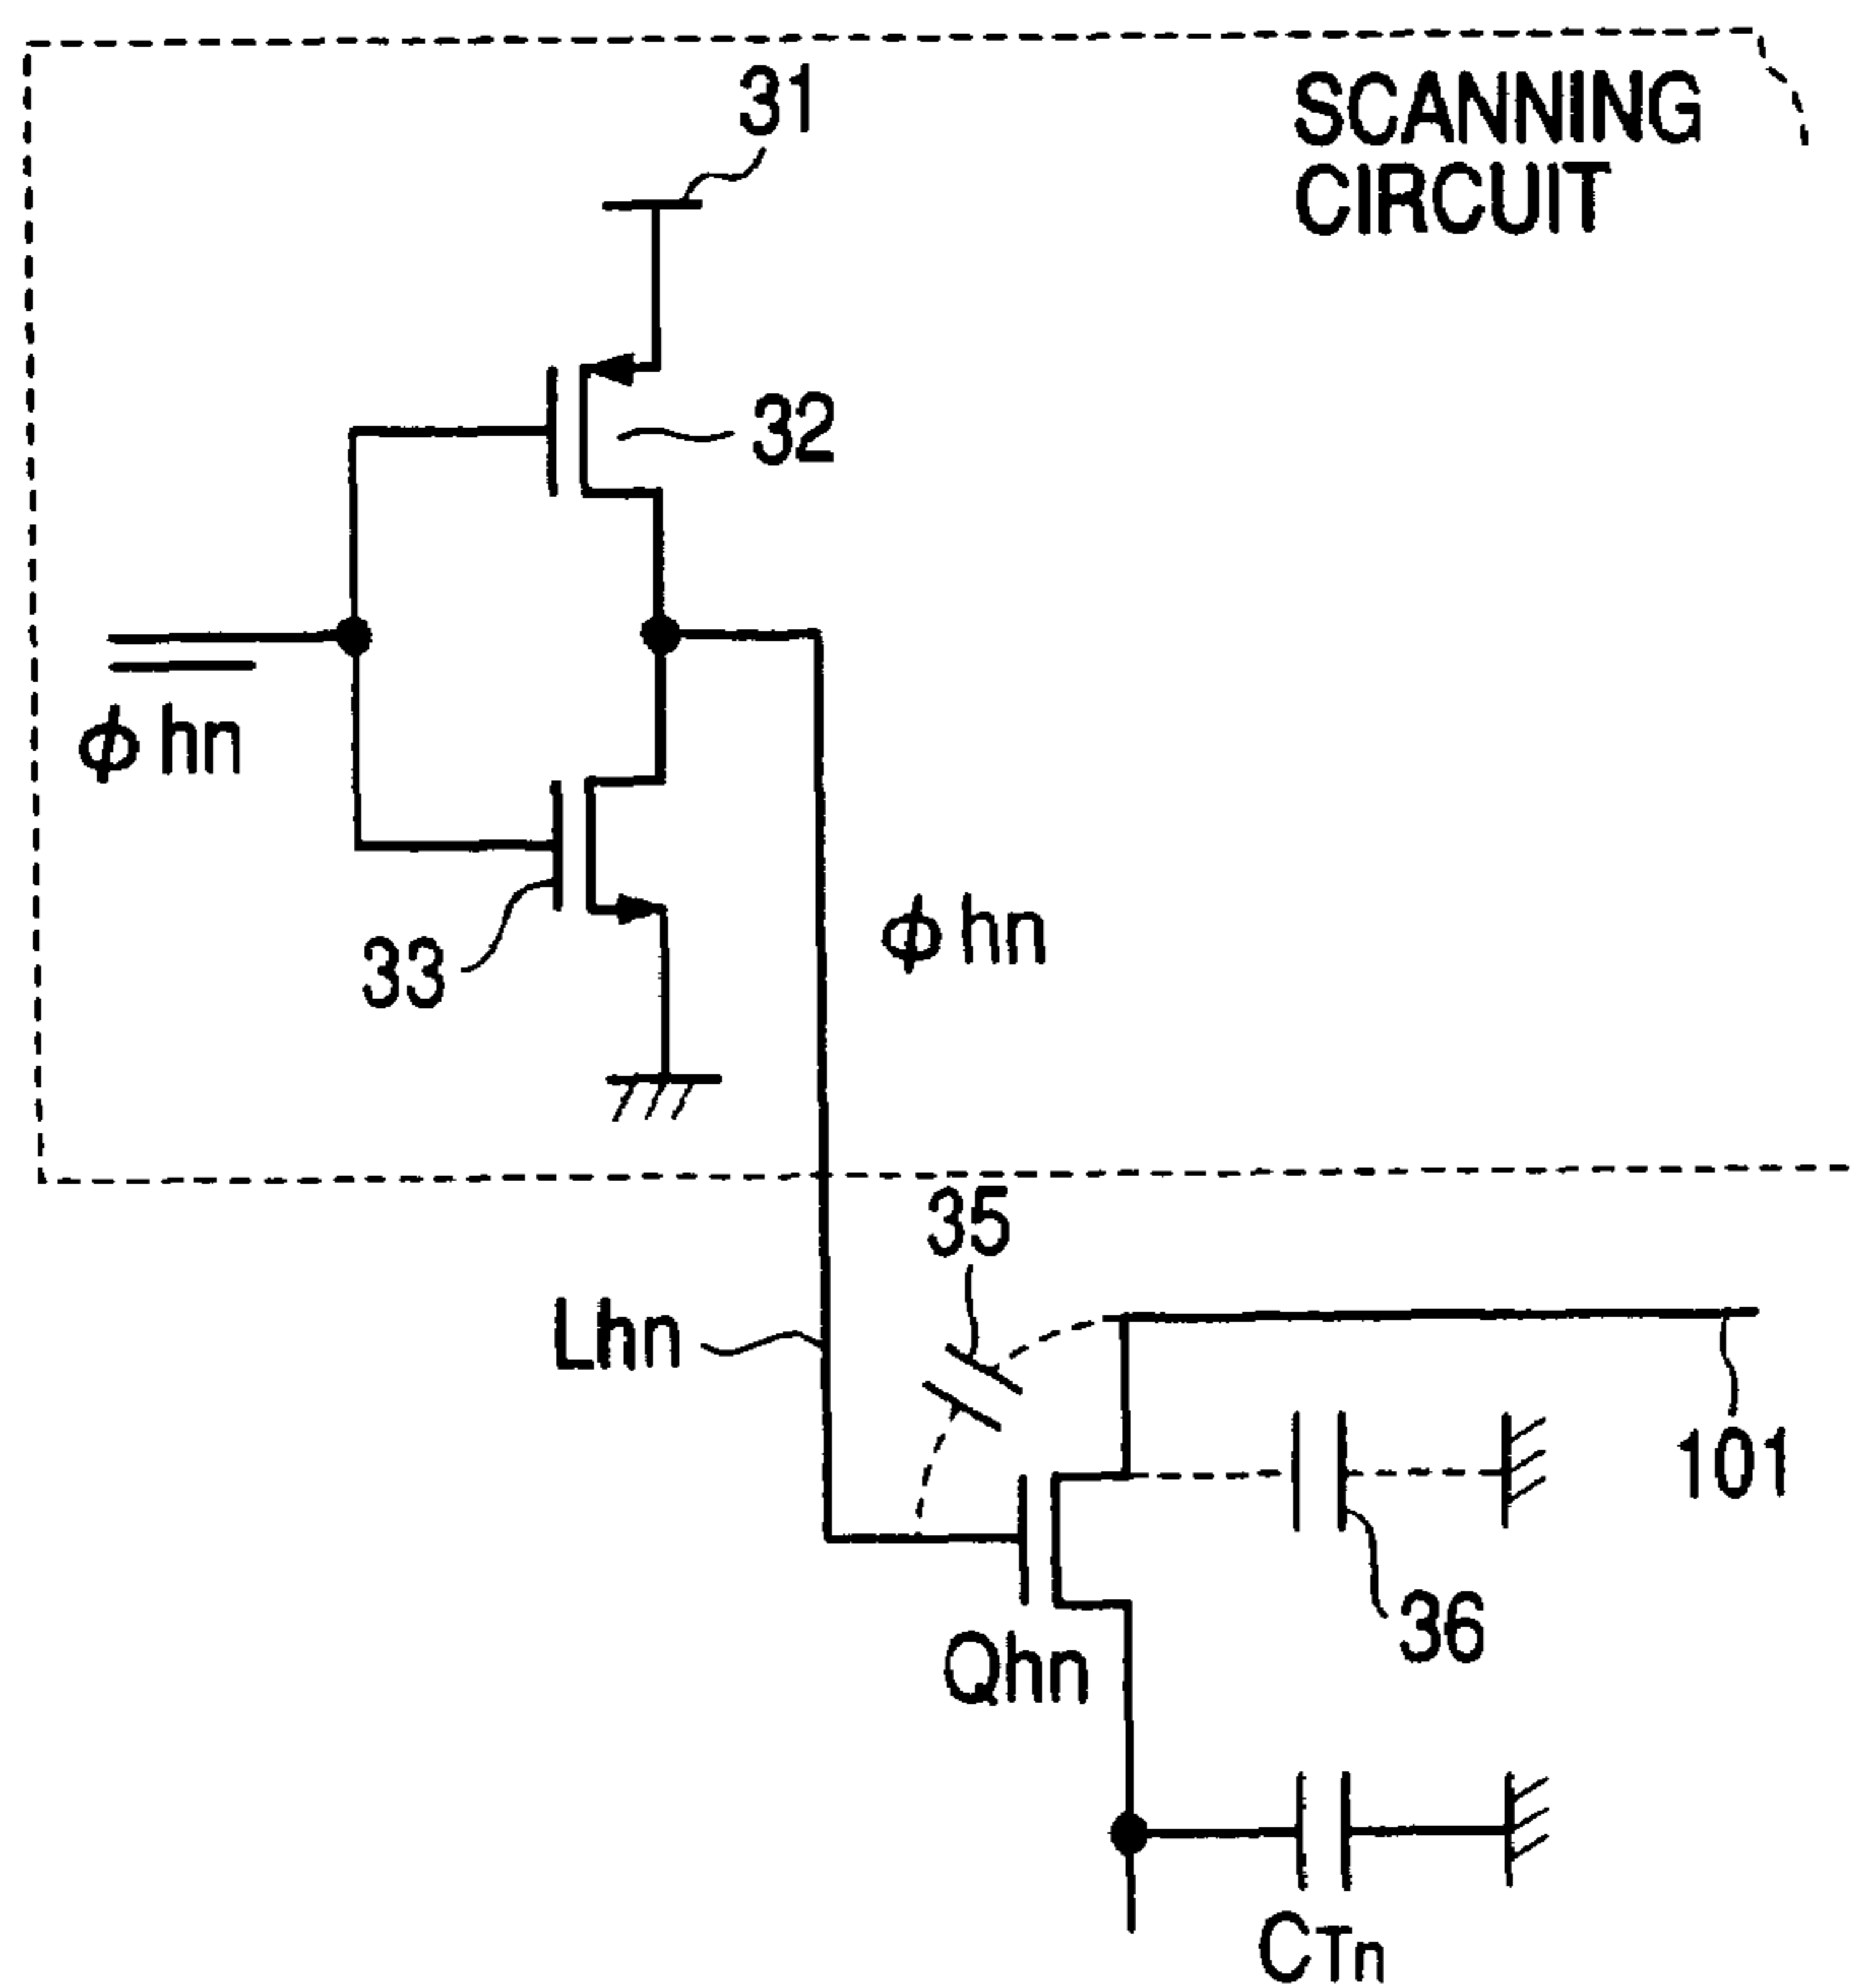 31
SCANNING
CIRCUIT
32
ϕhn
33
ϕhn
35
Lhn
101
36
Qhn
CTn